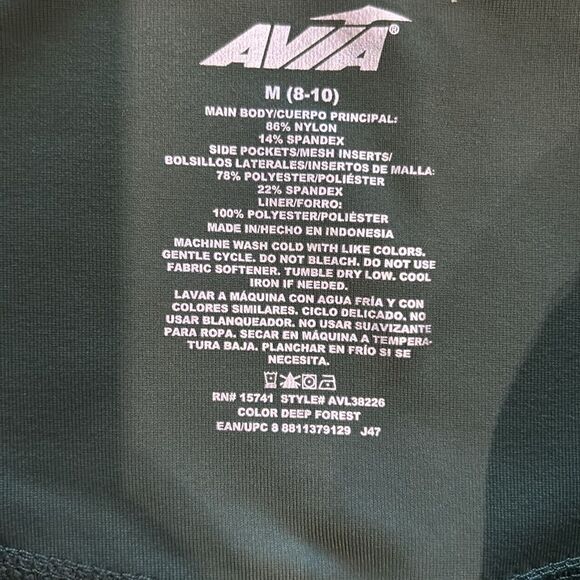 AVIA®
M (8-10)
MAIN BODY/CUERPO PRINCIPAL:
86% NYLON
14% SPANDEX
SIDE POCKETS/MESH INSERTS/
BOLSILLOS LATERALES/INSERTOS DE MALLA:
78% POLYESTER/POLIÉSTER
22% SPANDEX
LINER/FORRO:
100% POLYESTER/POLIÉSTER
MADE IN/HECHO EN INDONESIA
MACHINE WASH COLD WITH LIKE COLORS.
GENTLE CYCLE. DO NOT BLEACH. DO NOT USE
FABRIC SOFTENER. TUMBLE DRY LOW. COOL
IRON IF NEEDED.
LAVAR A MÁQUINA CON AGUA FRÍA Y CON
COLORES SIMILARES. CICLO DELICADO. NO
USAR BLANQUEADOR. NO USAR SUAVIZANTE
PARA ROPA. SECAR EN MÁQUINA A TEMPERA-
TURA BAJA. PLANCHAR EN FRÍO SI SE
NECESITA.
RN# 15741 STYLE# AVL38226
COLOR DEEP FOREST
EAN/UPC 8 8811379129 J47